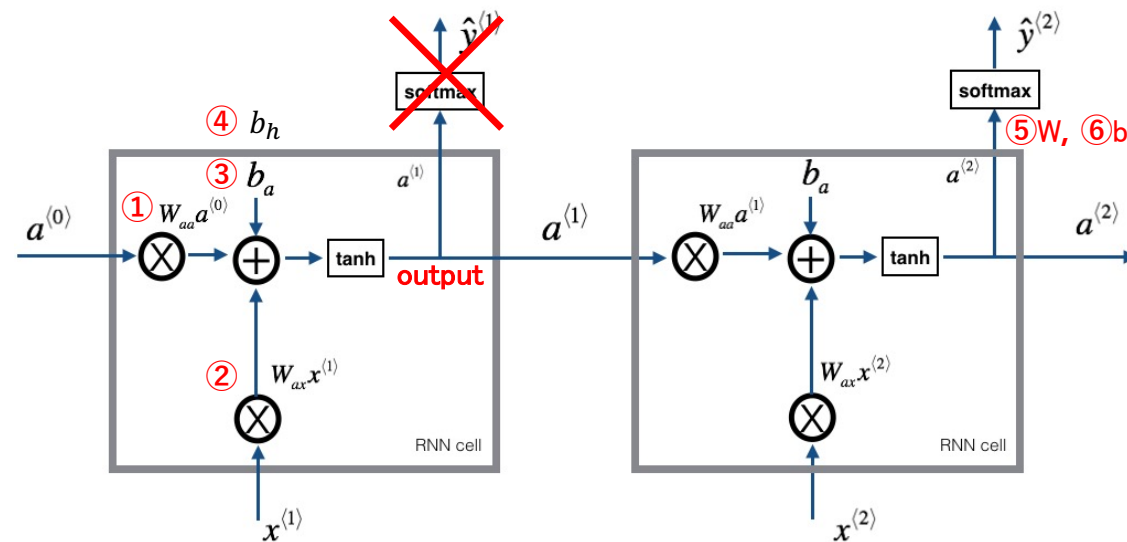 ŷ⟨1⟩
ŷ⟨2⟩
softmax
softmax
④ b_h
⑤W, ⑥b
③ b_a
a⟨1⟩
b_a
a⟨2⟩
① W_aa a⟨0⟩
W_aa a⟨1⟩
a⟨0⟩
a⟨1⟩
a⟨2⟩
X
+
tanh
X
+
tanh
output
② W_ax x⟨1⟩
W_ax x⟨2⟩
X
X
RNN cell
RNN cell
x⟨1⟩
x⟨2⟩